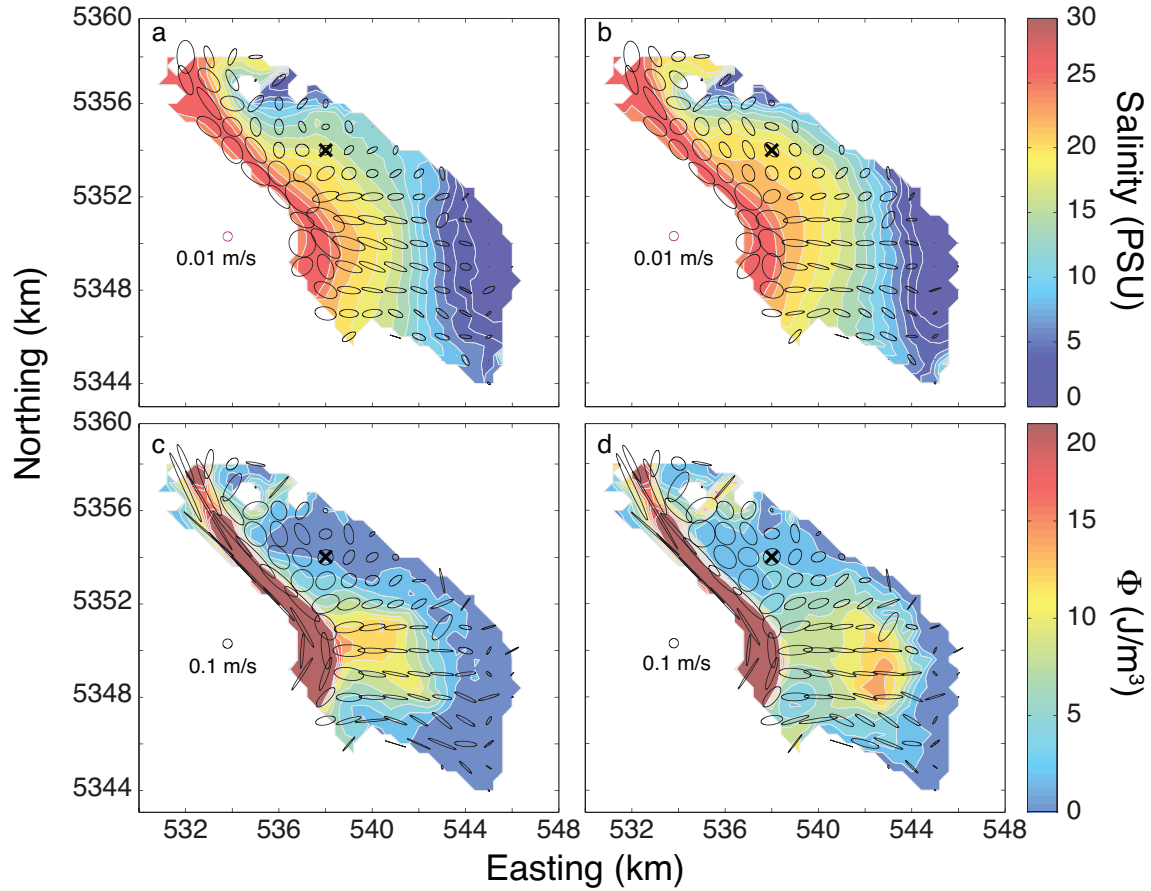 a
b
5360
5356
5352
5348
5344
0.01 m/s
0.01 m/s
30
25
20
15
10
5
0
Salinity (PSU)
Northing (km)
c
d
5360
5356
5352
5348
5344
0.1 m/s
0.1 m/s
20
15
10
5
0
Φ (J/m³)
532 536 540 544 548
532 536 540 544 548
Easting (km)